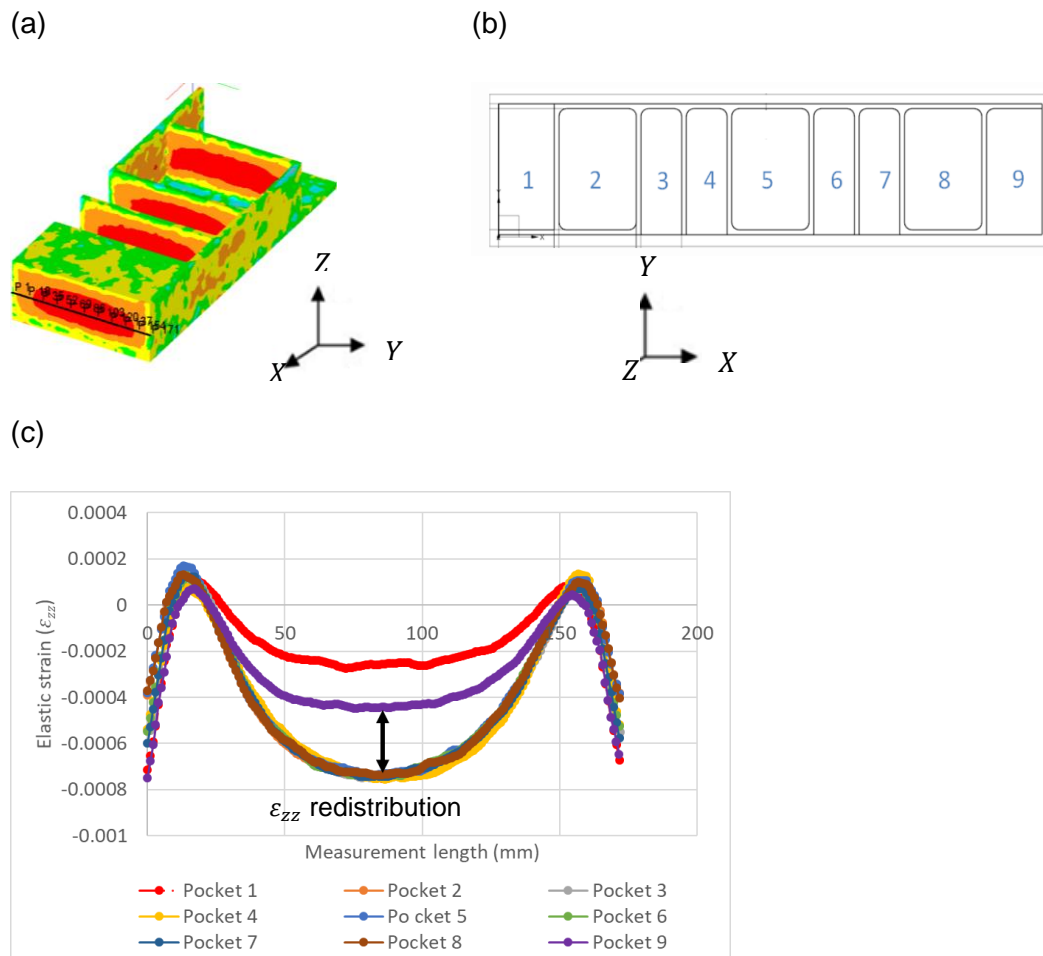 (a)
(b)
Z
Y
X
1 2 3 4 5 6 7 8 9
Y
Z
X
(c)
0.0004
0.0002
0
-0.0002
-0.0004
-0.0006
-0.0008
-0.001
0 50 100 150 200
Elastic strain (ε_zz)
ε_zz redistribution
Measurement length (mm)
Pocket 1 Pocket 2 Pocket 3
Pocket 4 Po cket 5 Pocket 6
Pocket 7 Pocket 8 Pocket 9